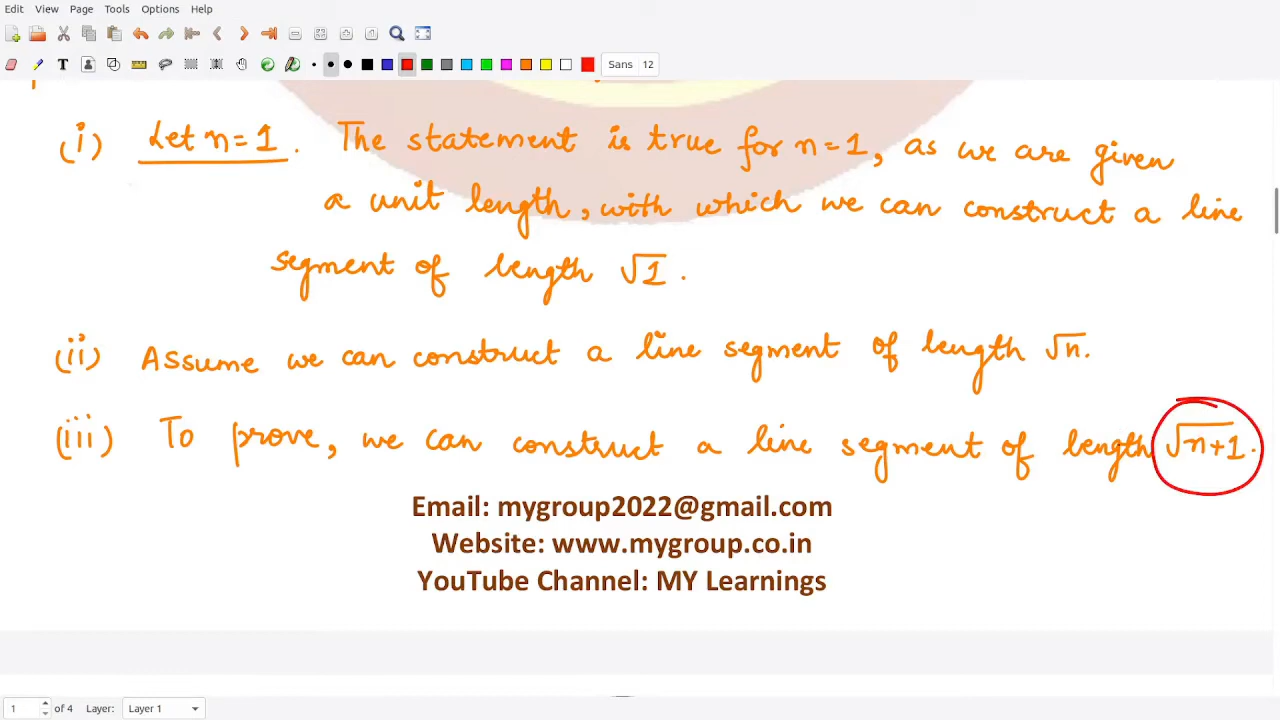 Edit View Page Tools Options Help
T Sans 12
(i) Let n=1. The statement is true for n=1, as we are given
a unit length, with which we can construct a line
segment of length √1.
(ii) Assume we can construct a line segment of length √n.
(iii) To prove, we can construct a line segment of length √n+1.
Email: mygroup2022@gmail.com
Website: www.mygroup.co.in
YouTube Channel: MY Learnings
1 of 4 Layer: Layer 1